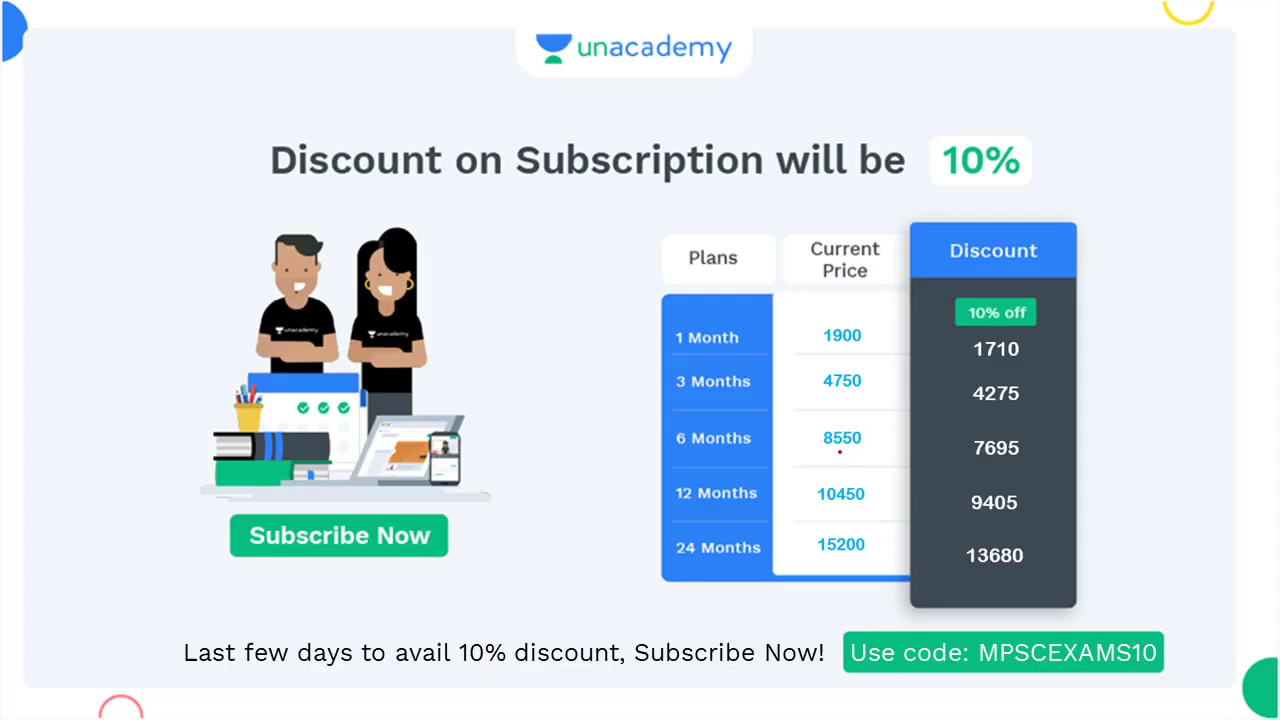 unacademy
Discount on Subscription will be 10%
Plans
Current
Price
Discount
10% off
1 Month 1900 1710
3 Months 4750 4275
6 Months 8550 7695
12 Months 10450 9405
24 Months 15200 13680
unacademy
unacademy
Subscribe Now
Last few days to avail 10% discount, Subscribe Now! Use code: MPSCEXAMS10